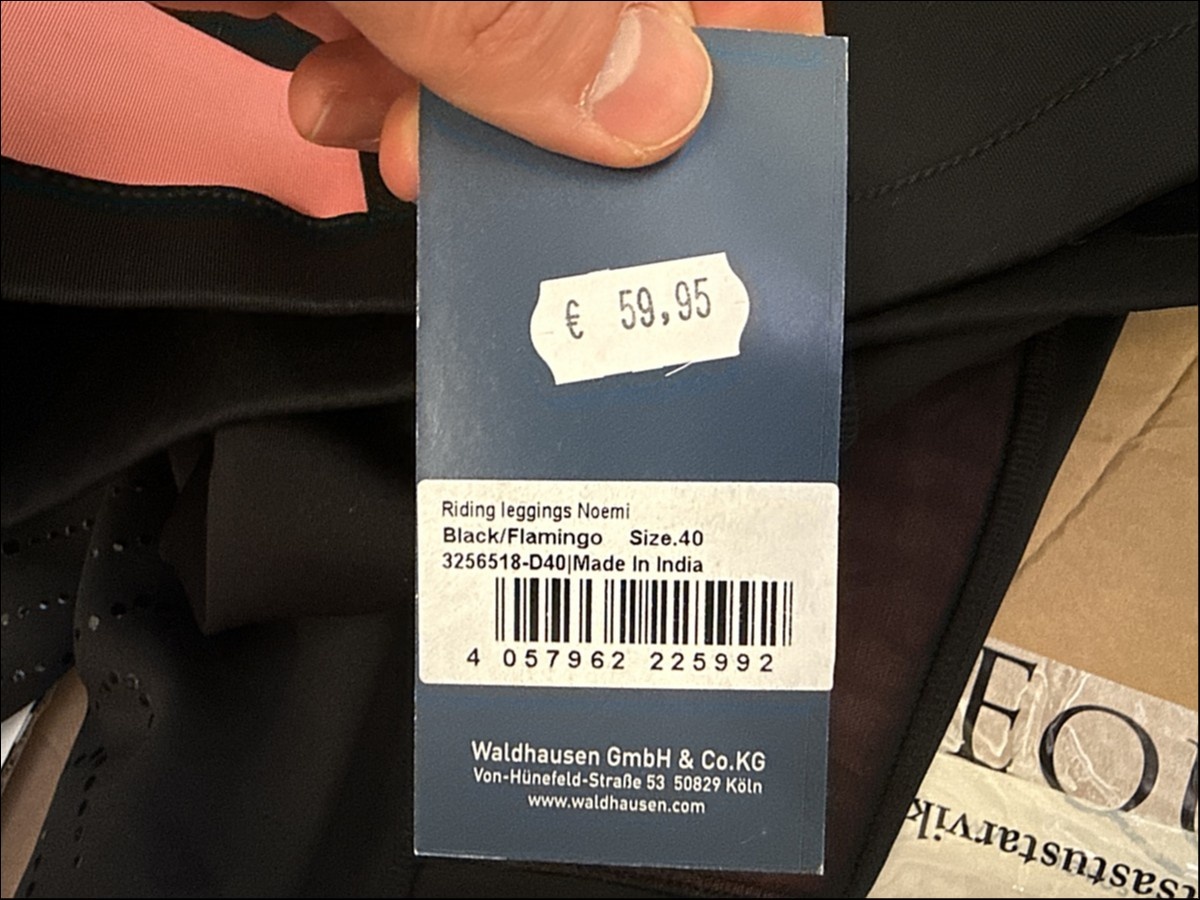 € 59,95
Riding leggings Noemi
Black/Flamingo Size.40
3256518-D40|Made In India
4 057962 225992
Waldhausen GmbH & Co.KG
Von-Hünefeld-Straße 53 50829 Köln
www.waldhausen.com